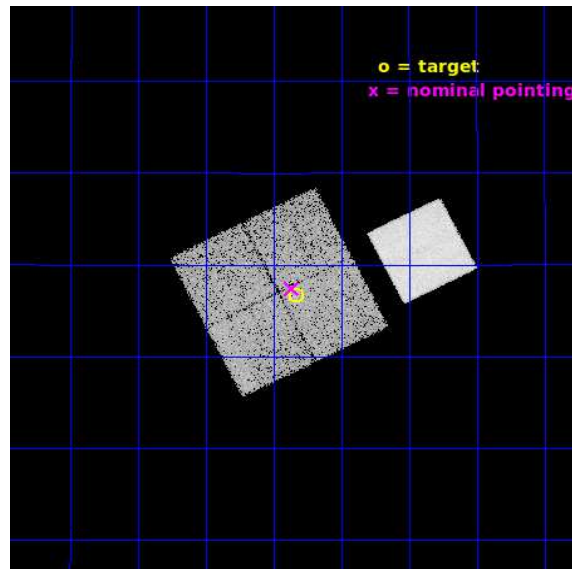 o = target
x = nominal pointing